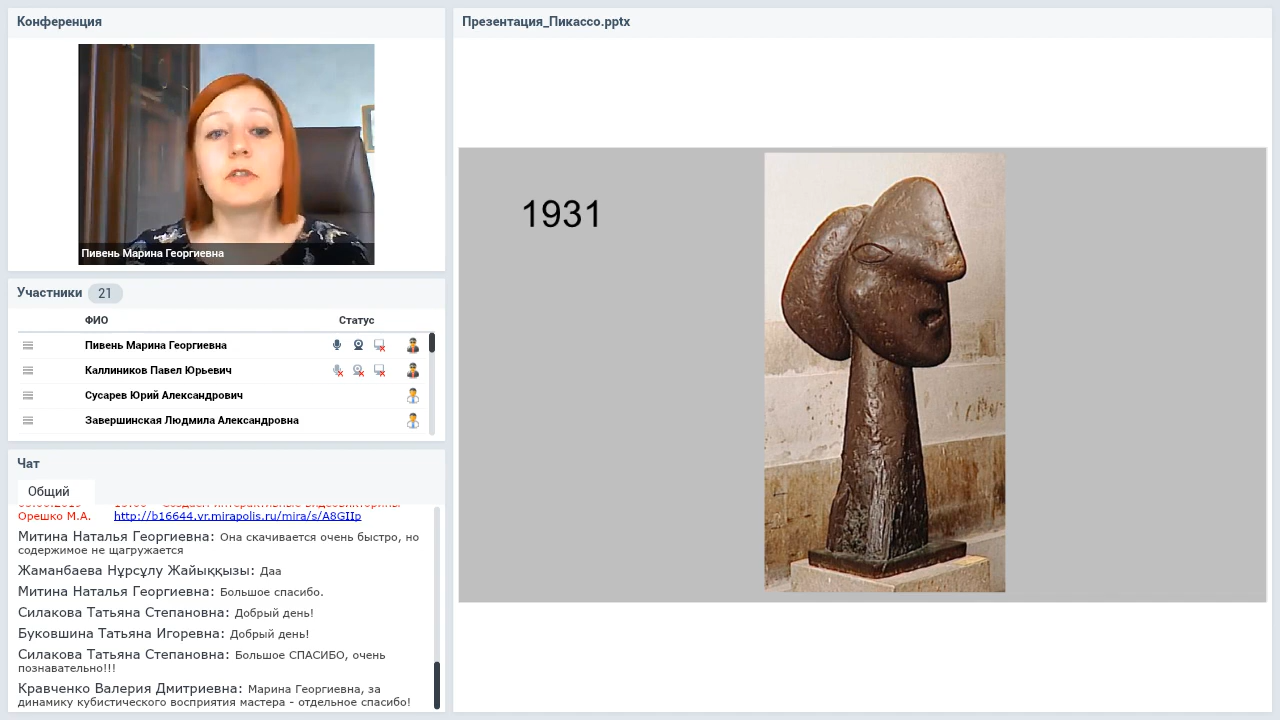 Конференция
Пивень Марина Георгиевна
Участники 21
ФИО Статус
Пивень Марина Георгиевна
Каллиников Павел Юрьевич
Сусарев Юрий Александрович
Завершинская Людмила Александровна
Чат
Общий
Орешко М.А. http://b16644.vr.mirapolis.ru/mira/s/A8GIIp
Митина Наталья Георгиевна: Она скачивается очень быстро, но
содержимое не щагружается
Жаманбаева Нұрсұлу Жайыққызы: Даа
Митина Наталья Георгиевна: Большое спасибо.
Силакова Татьяна Степановна: Добрый день!
Буковшина Татьяна Игоревна: Добрый день!
Силакова Татьяна Степановна: Большое СПАСИБО, очень
познавательно!!!
Кравченко Валерия Дмитриевна: Марина Георгиевна, за
динамику кубистического восприятия мастера - отдельное спасибо!
Презентация_Пикассо.pptx
1931